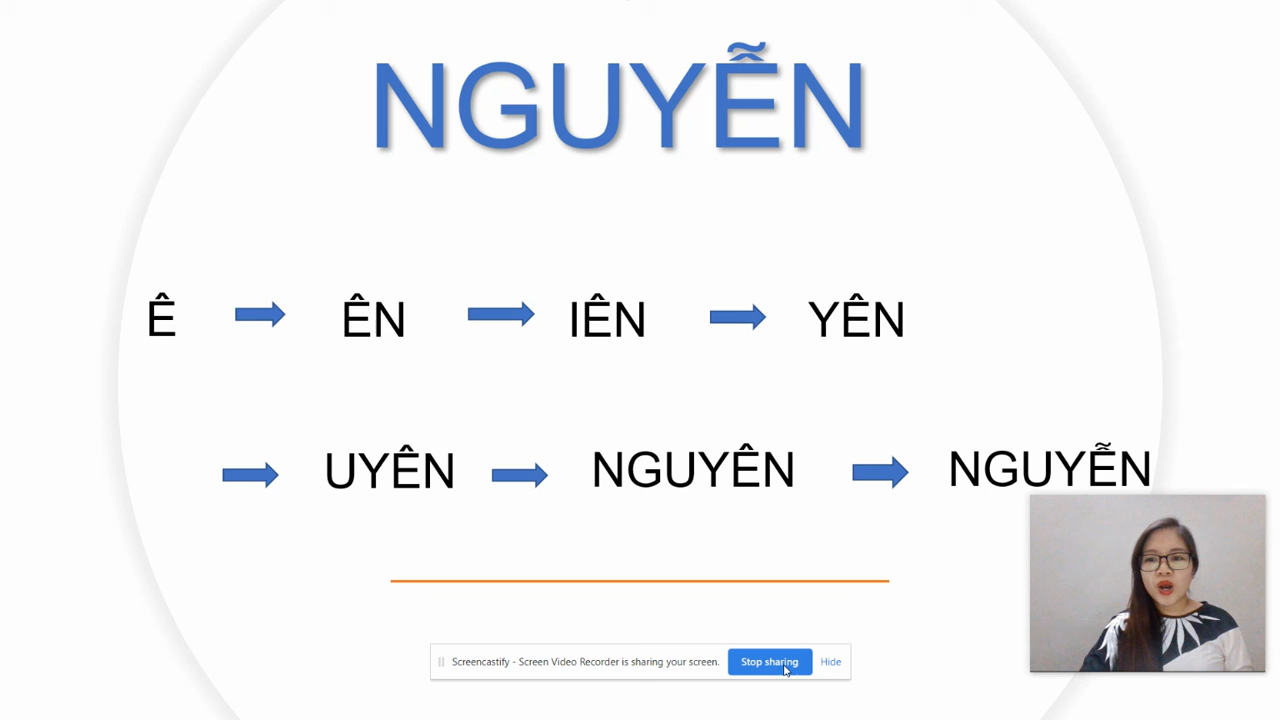 NGUYỄN
Ê ÊN IÊN YÊN
UYÊN NGUYÊN NGUYỄN
Screencastify - Screen Video Recorder is sharing your screen. Stop sharing Hide